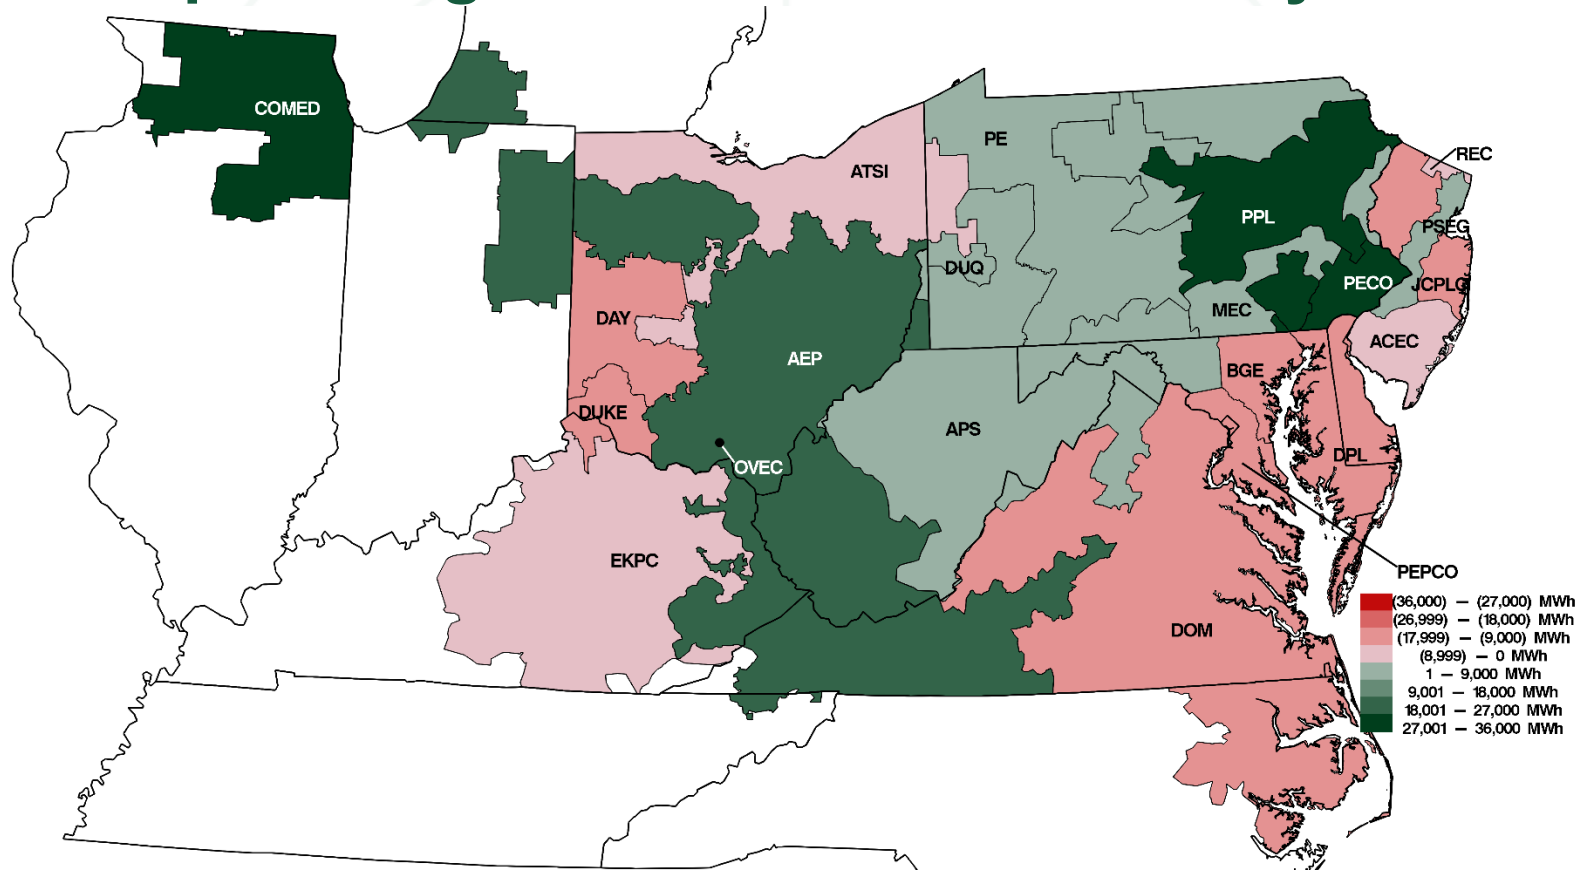 COMED
PE
ATSI
REC
PPL
PSEG
DUQ
PECO
JCPLC
MEC
DAY
ACEC
AEP
BGE
DUKE
APS
DPL
OVEC
EKPC
PEPCO
DOM
(36,000) – (27,000) MWh
(26,999) – (18,000) MWh
(17,999) – (9,000) MWh
(8,999) – 0 MWh
1 – 9,000 MWh
9,001 – 18,000 MWh
18,001 – 27,000 MWh
27,001 – 36,000 MWh